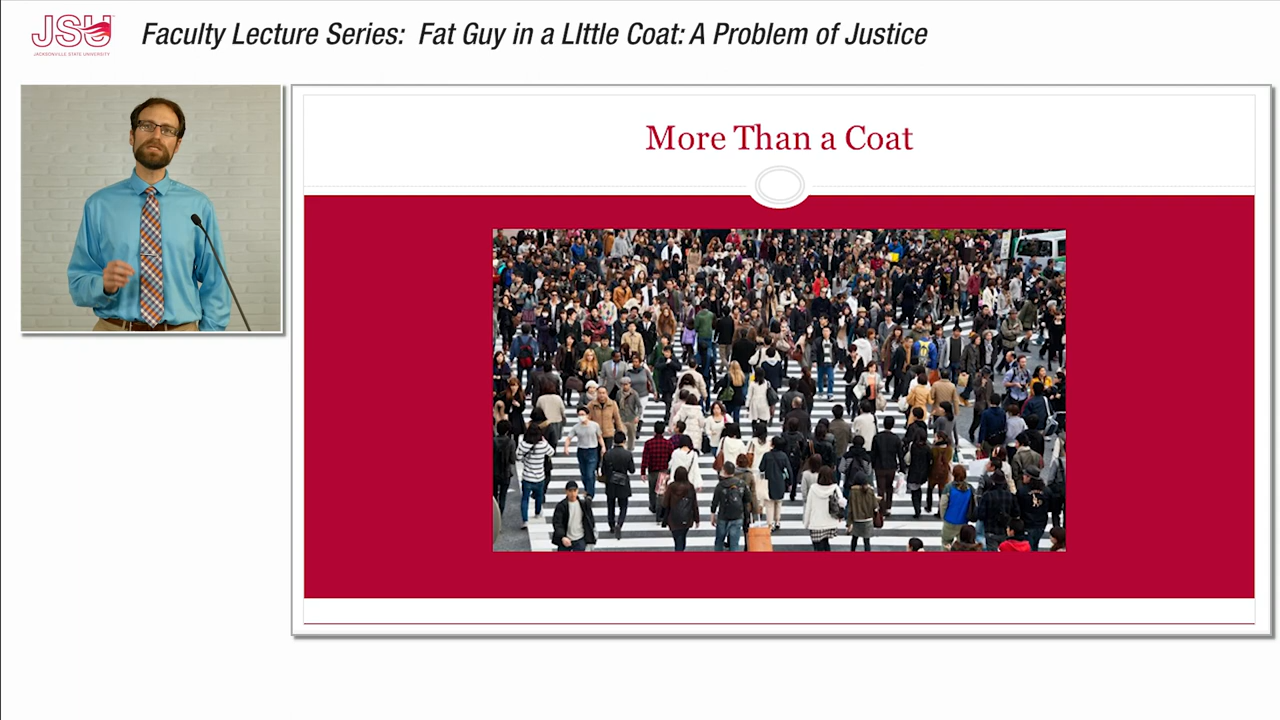 JSU
JACKSONVILLE STATE UNIVERSITY
Faculty Lecture Series: Fat Guy in a LIttle Coat: A Problem of Justice
More Than a Coat